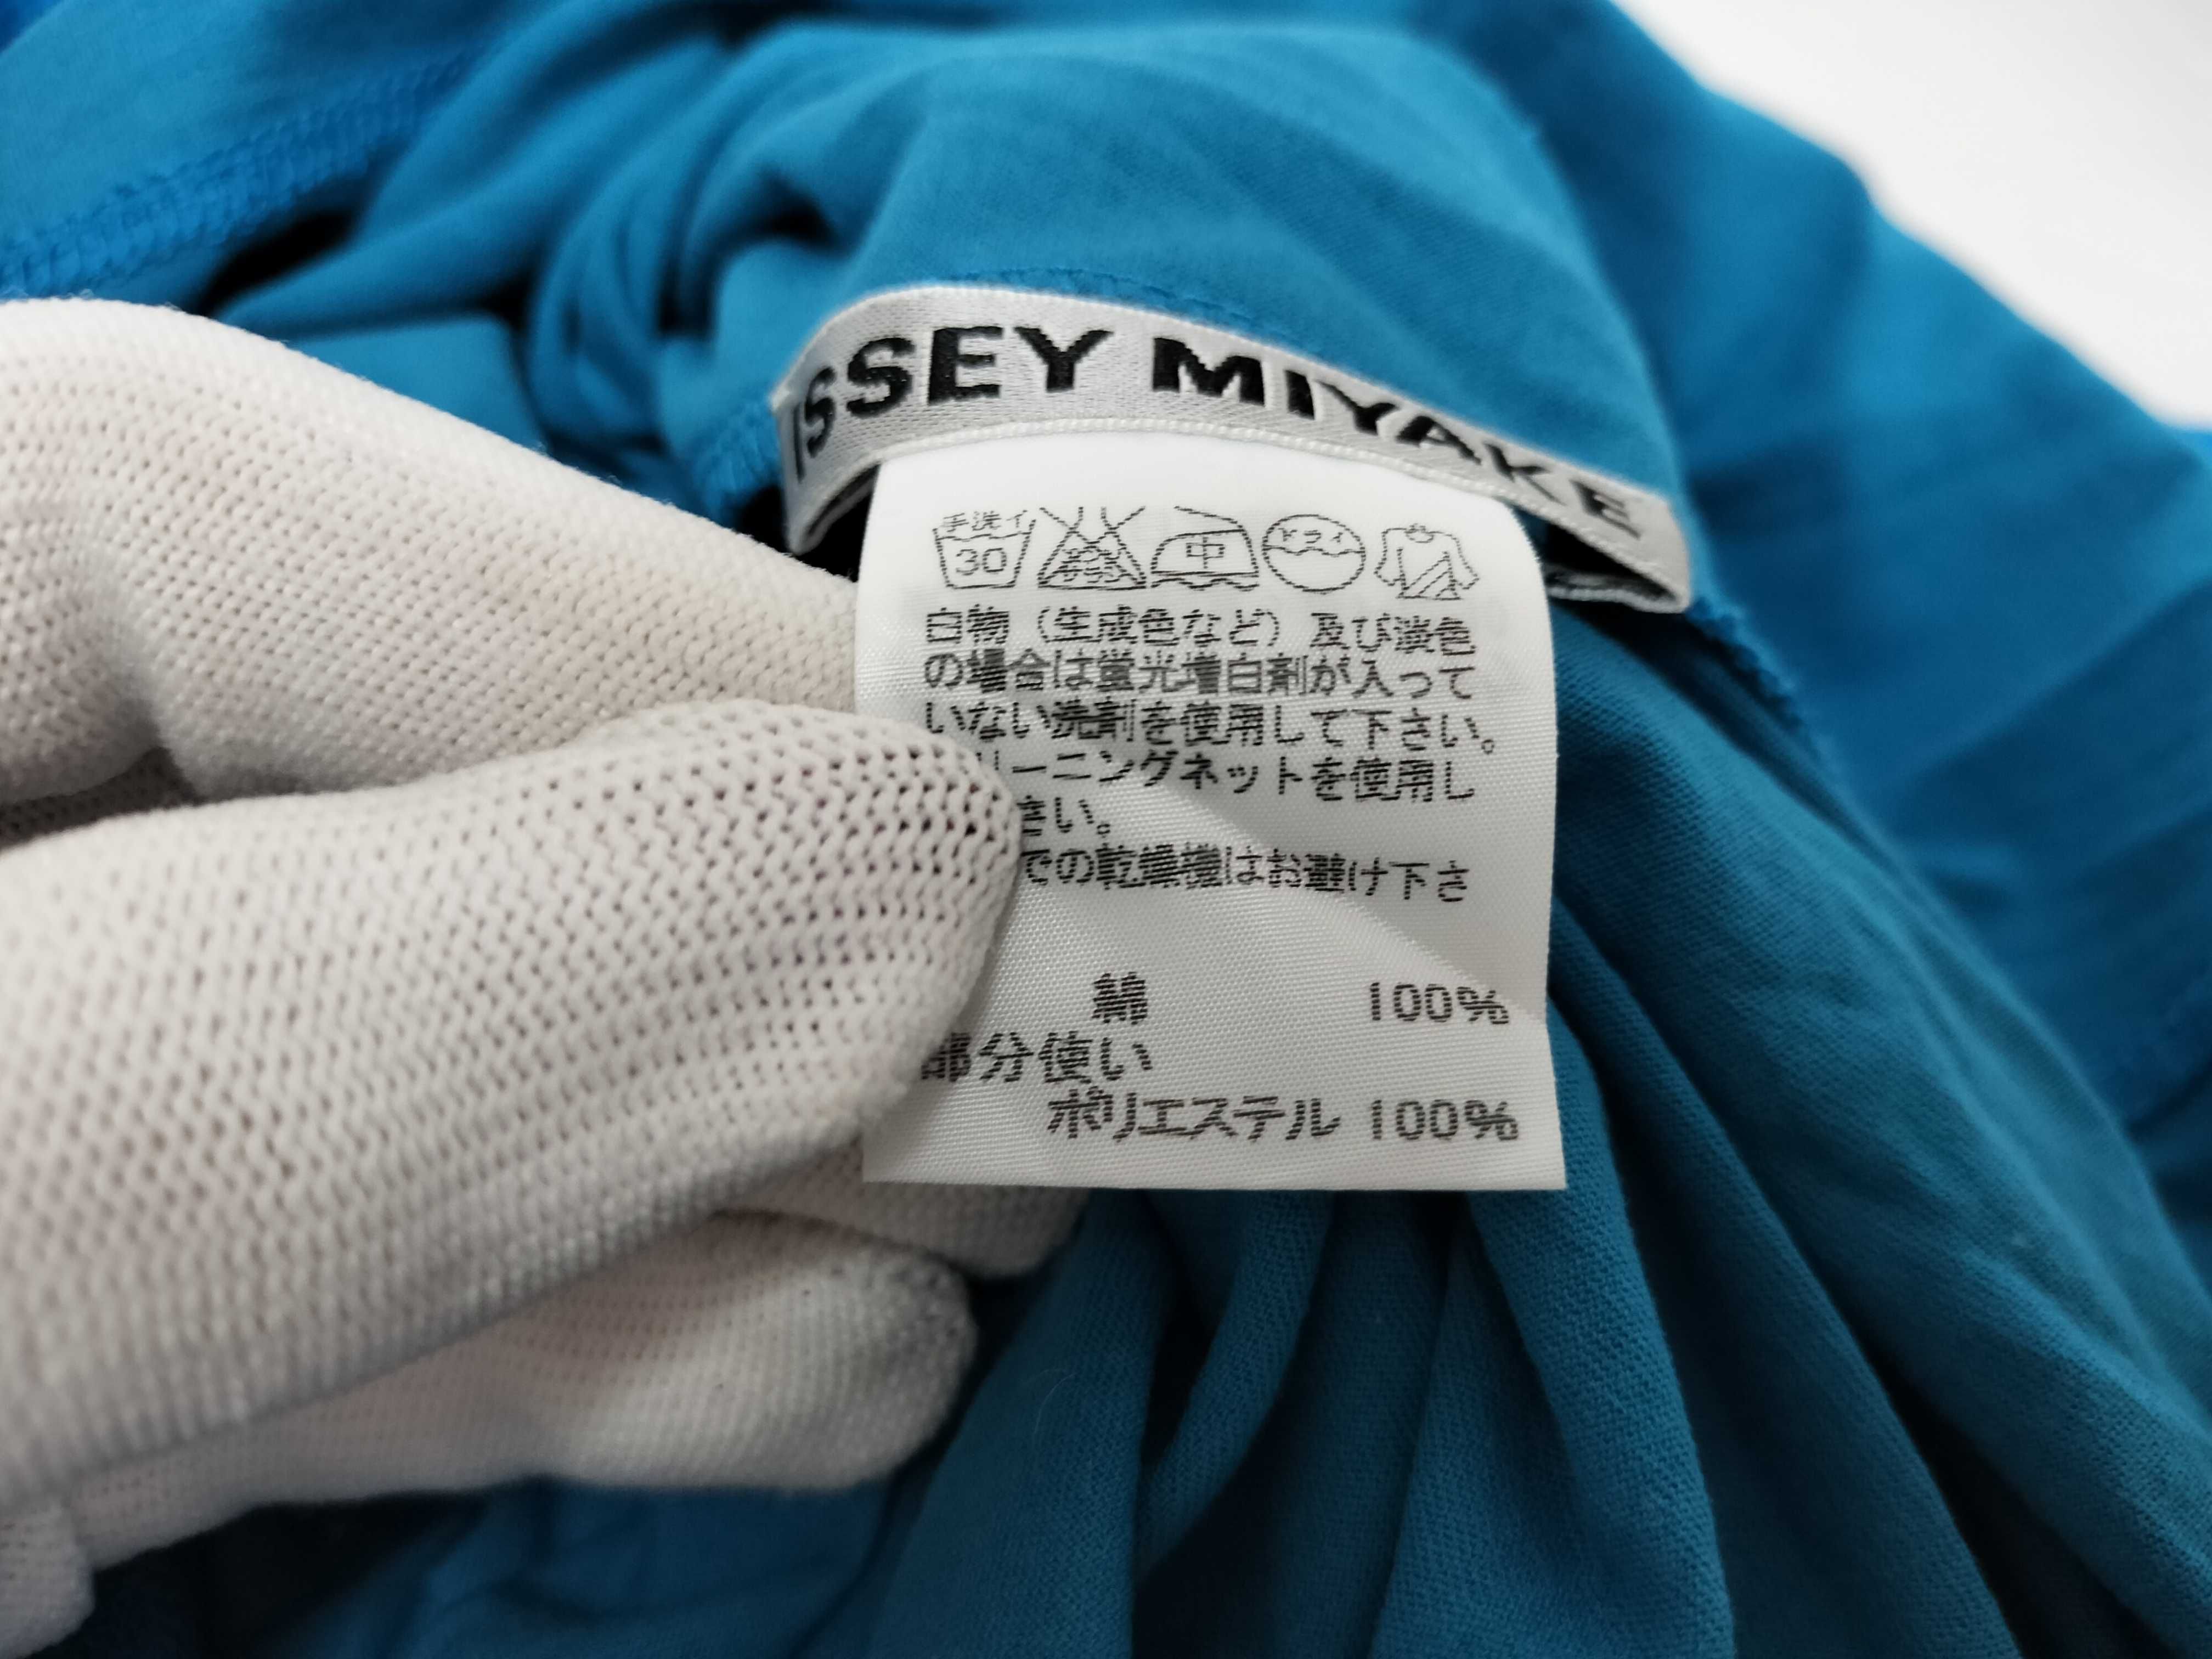 ISSEY MIYAKE
手洗イ
30
中
ドライ
白物（生成色など）及び淡色
の場合は蛍光増白剤が入って
いない洗剤を使用して下さい。
リーニングネットを使用し
さい。
での乾燥機はお避け下さ
綿 100%
部分使い
ポリエステル 100%